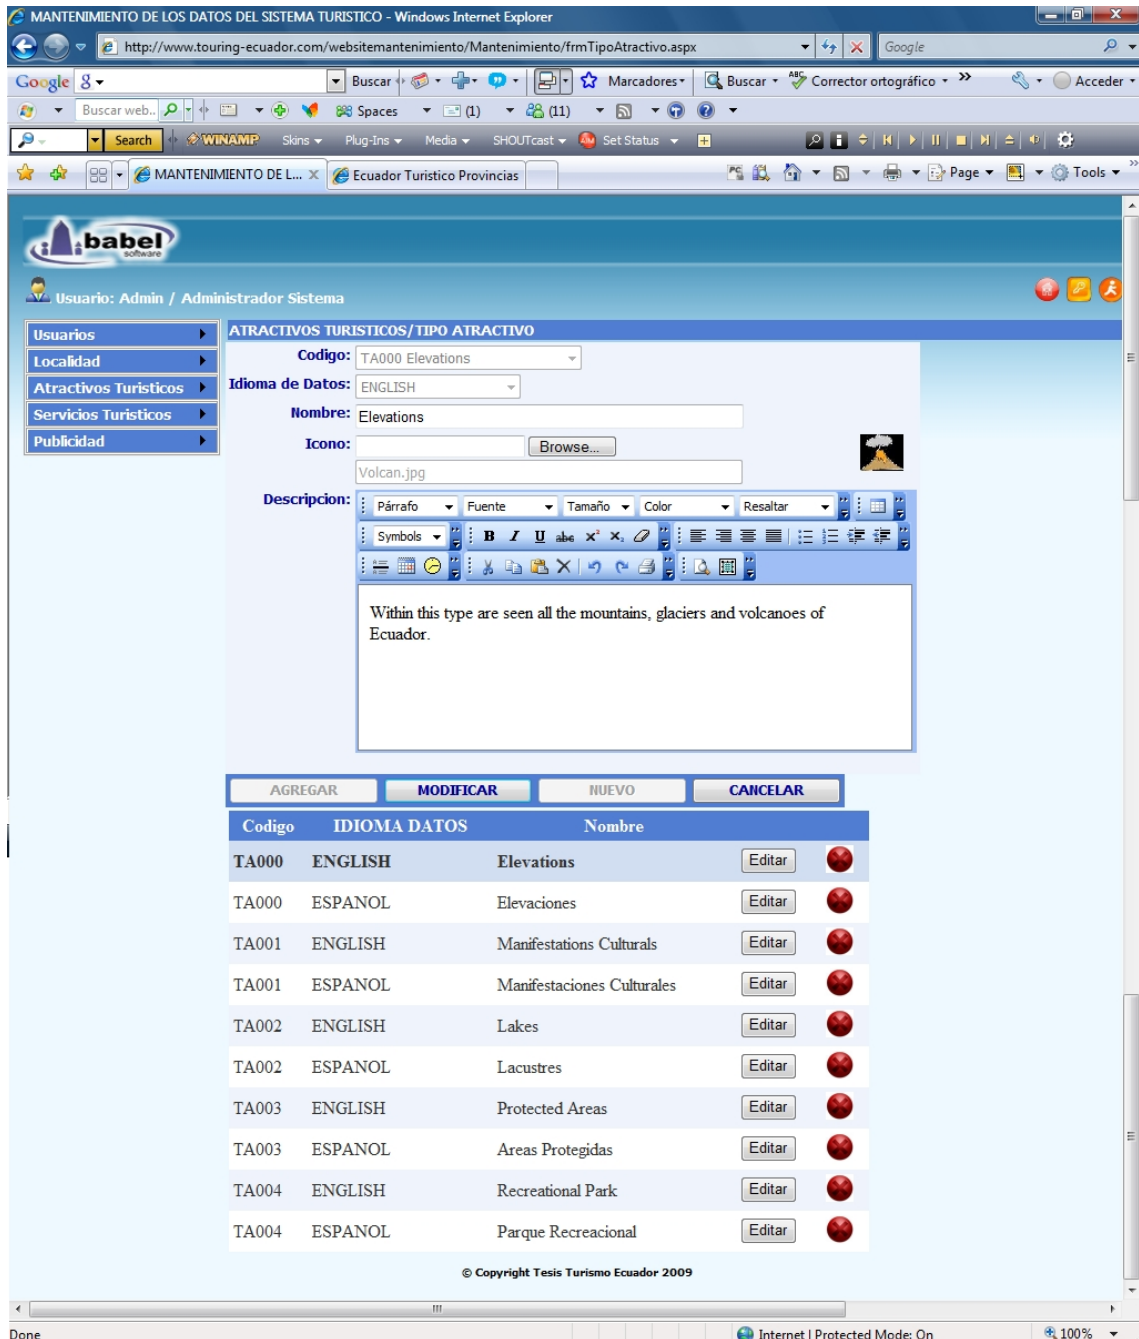 MANTENIMIENTO DE LOS DATOS DEL SISTEMA TURISTICO - Windows Internet Explorer
http://www.touring-ecuador.com/websitemantenimiento/Mantenimiento/frmTipoAtractivo.aspx Google
Google Buscar Marcadores Buscar ABC Corrector ortográfico Acceder
Buscar web... Spaces (1) (11)
Search WINAMP Skins Plug-Ins Media SHOUTcast Set Status
MANTENIMIENTO DE L... Ecuador Turistico Provincias Page Tools
babel
software
Usuario: Admin / Administrador Sistema
Usuarios
Localidad
Atractivos Turisticos
Servicios Turisticos
Publicidad
ATRACTIVOS TURISTICOS/TIPO ATRACTIVO
Codigo: TA000 Elevations
Idioma de Datos: ENGLISH
Nombre: Elevations
Icono: Browse...
Volcan.jpg
Descripcion: Párrafo Fuente Tamaño Color Resaltar
Symbols B I U abc x² x₂
Within this type are seen all the mountains, glaciers and volcanoes of
Ecuador.
AGREGAR MODIFICAR NUEVO CANCELAR
Codigo IDIOMA DATOS Nombre
TA000 ENGLISH Elevations Editar
TA000 ESPANOL Elevaciones Editar
TA001 ENGLISH Manifestations Culturals Editar
TA001 ESPANOL Manifestaciones Culturales Editar
TA002 ENGLISH Lakes Editar
TA002 ESPANOL Lacustres Editar
TA003 ENGLISH Protected Areas Editar
TA003 ESPANOL Areas Protegidas Editar
TA004 ENGLISH Recreational Park Editar
TA004 ESPANOL Parque Recreacional Editar
© Copyright Tesis Turismo Ecuador 2009
Done Internet | Protected Mode: On 100%